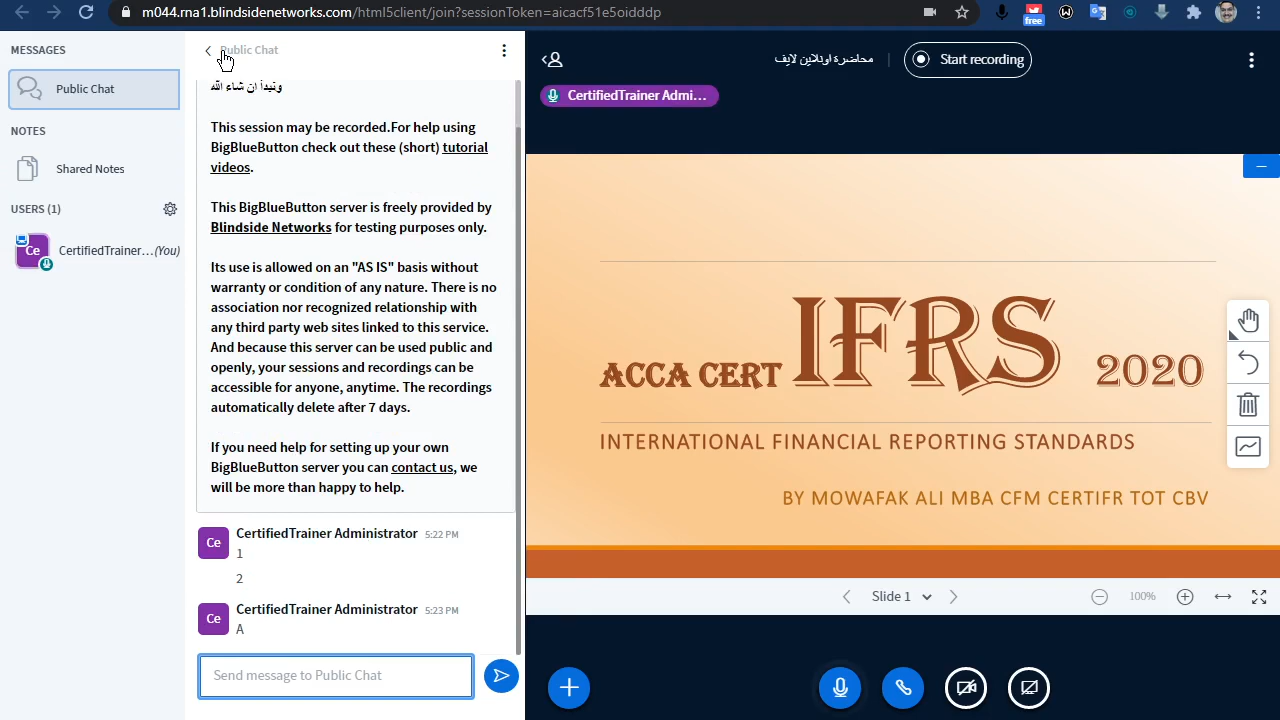 m044.rna1.blindsidenetworks.com/html5client/join?sessionToken=aicacf51e5oidddp
free
MESSAGES
Public Chat
NOTES
Shared Notes
USERS (1)
Ce
CertifiedTrainer... (You)
Public Chat
ونبدأ ان شاء الله
This session may be recorded.For help using
BigBlueButton check out these (short) tutorial
videos.
This BigBlueButton server is freely provided by
Blindside Networks for testing purposes only.
Its use is allowed on an "AS IS" basis without
warranty or condition of any nature. There is no
association nor recognized relationship with
any third party web sites linked to this service.
And because this server can be used public and
openly, your sessions and recordings can be
accessible for anyone, anytime. The recordings
automatically delete after 7 days.
If you need help for setting up your own
BigBlueButton server you can contact us, we
will be more than happy to help.
Ce
CertifiedTrainer Administrator 5:22 PM
1
2
Ce
CertifiedTrainer Administrator 5:23 PM
A
Send message to Public Chat
محاضرة اونلاين لايف
Start recording
CertifiedTrainer Admi...
ACCA CERT IFRS 2020
INTERNATIONAL FINANCIAL REPORTING STANDARDS
BY MOWAFAK ALI MBA CFM CERTIFR TOT CBV
Slide 1
100%